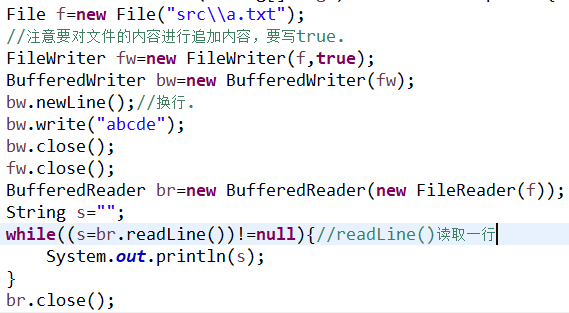 File f=new File("src\\a.txt");
//注意要对文件的内容进行追加内容，要写true.
FileWriter fw=new FileWriter(f,true);
BufferedWriter bw=new BufferedWriter(fw);
bw.newLine();//换行.
bw.write("abcde");
bw.close();
fw.close();
BufferedReader br=new BufferedReader(new FileReader(f));
String s="";
while((s=br.readLine())!=null){//readLine()读取一行
    System.out.println(s);
}
br.close();